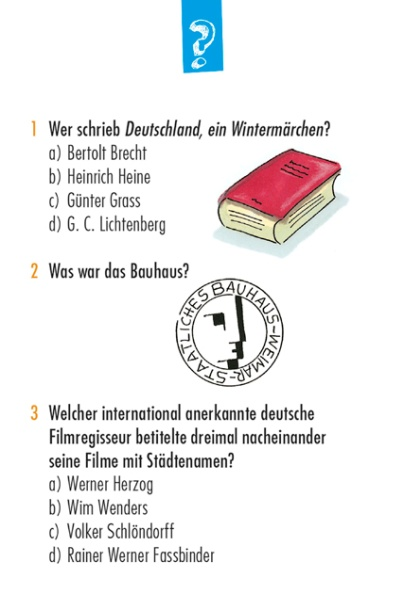 ?
1 Wer schrieb Deutschland, ein Wintermärchen?
a) Bertolt Brecht
b) Heinrich Heine
c) Günter Grass
d) G. C. Lichtenberg
2 Was war das Bauhaus?
STAATLICHES BAUHAUS-WEIMAR-
3 Welcher international anerkannte deutsche
Filmregisseur betitelte dreimal nacheinander
seine Filme mit Städtenamen?
a) Werner Herzog
b) Wim Wenders
c) Volker Schlöndorff
d) Rainer Werner Fassbinder